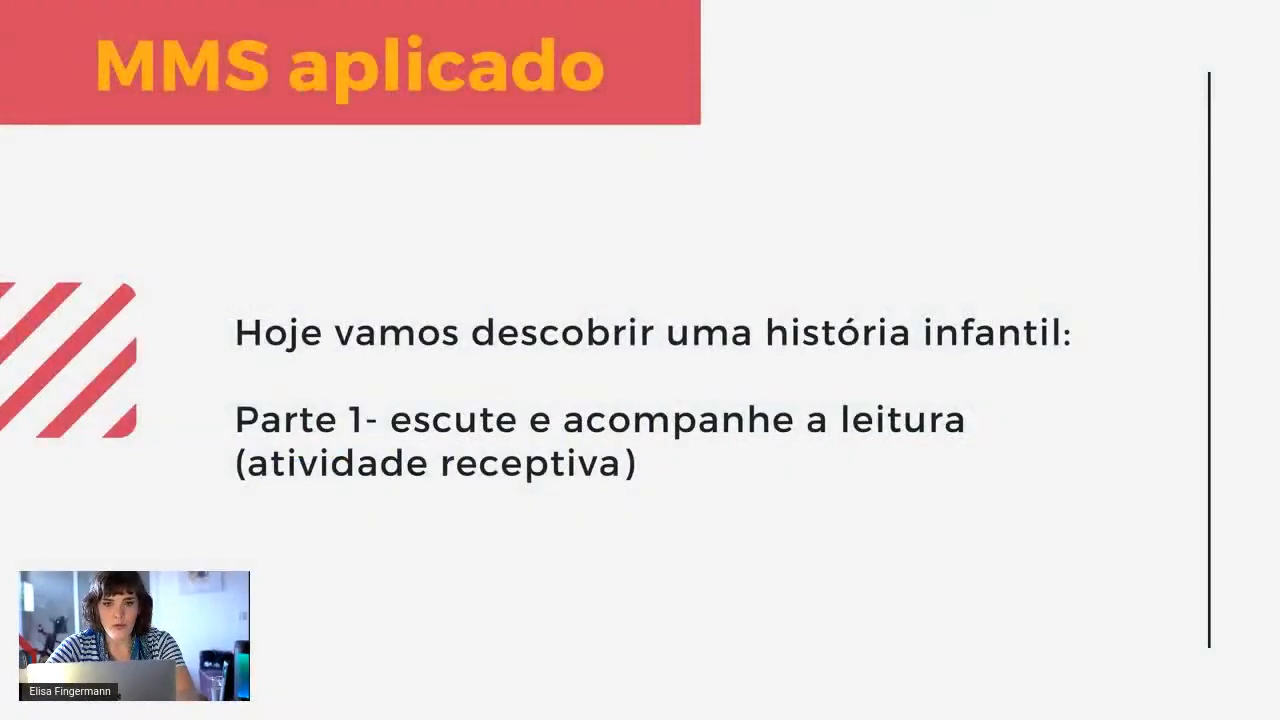 MMS aplicado
Hoje vamos descobrir uma história infantil:
Parte 1- escute e acompanhe a leitura
(atividade receptiva)
Elisa Fingermann